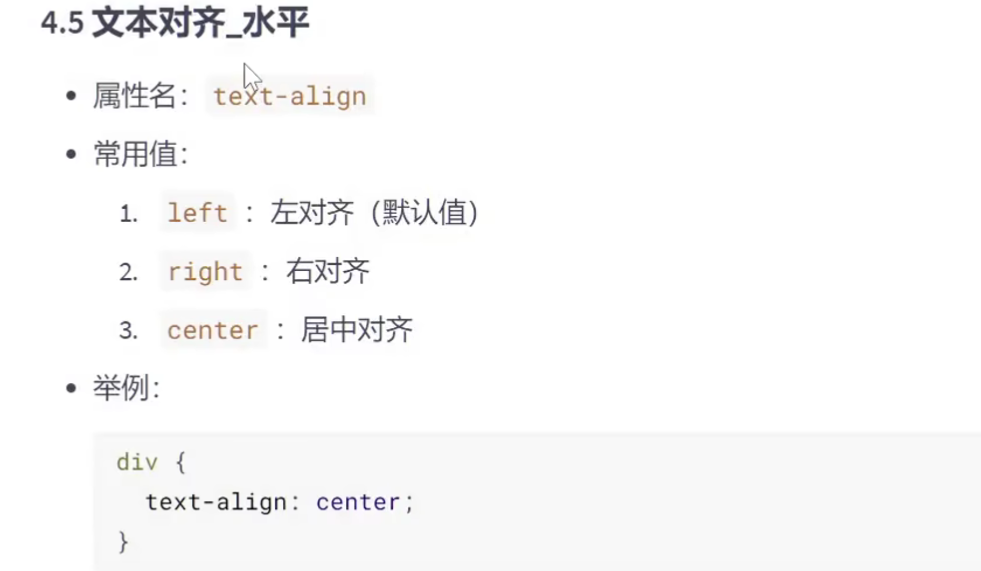 4.5 文本对齐_水平
• 属性名： text-align
• 常用值：
1. left ：左对齐（默认值）
2. right ：右对齐
3. center ：居中对齐
• 举例：
div {
  text-align: center;
}